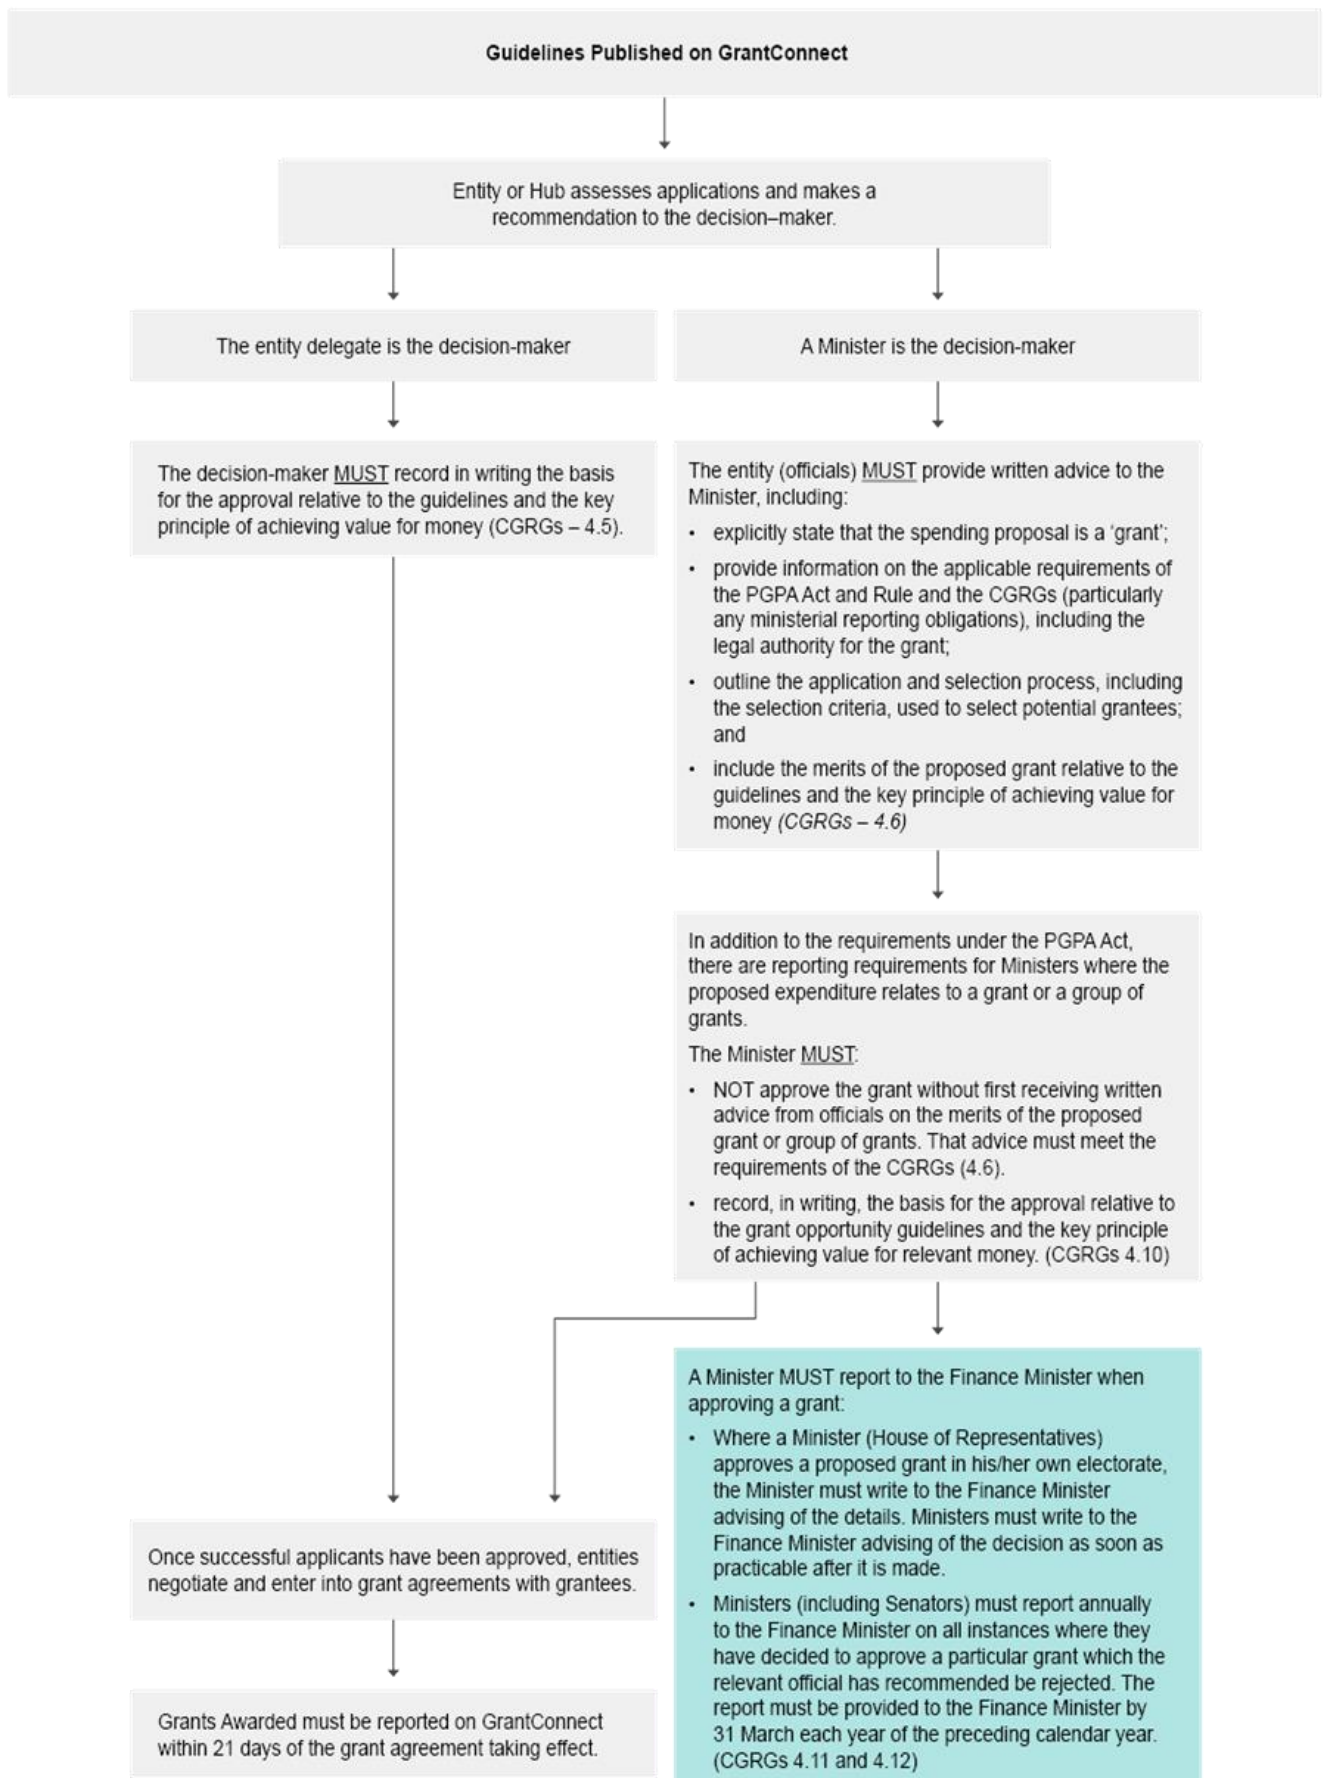 Guidelines Published on GrantConnect
Entity or Hub assesses applications and makes a
recommendation to the decision–maker.
The entity delegate is the decision-maker
A Minister is the decision-maker
The decision-maker MUST record in writing the basis
for the approval relative to the guidelines and the key
principle of achieving value for money (CGRGs – 4.5).
The entity (officials) MUST provide written advice to the
Minister, including:
• explicitly state that the spending proposal is a ‘grant’;
• provide information on the applicable requirements of
the PGPA Act and Rule and the CGRGs (particularly
any ministerial reporting obligations), including the
legal authority for the grant;
• outline the application and selection process, including
the selection criteria, used to select potential grantees;
and
• include the merits of the proposed grant relative to the
guidelines and the key principle of achieving value for
money (CGRGs – 4.6)
In addition to the requirements under the PGPA Act,
there are reporting requirements for Ministers where the
proposed expenditure relates to a grant or a group of
grants.
The Minister MUST:
• NOT approve the grant without first receiving written
advice from officials on the merits of the proposed
grant or group of grants. That advice must meet the
requirements of the CGRGs (4.6).
• record, in writing, the basis for the approval relative to
the grant opportunity guidelines and the key principle
of achieving value for relevant money. (CGRGs 4.10)
A Minister MUST report to the Finance Minister when
approving a grant:
• Where a Minister (House of Representatives)
approves a proposed grant in his/her own electorate,
the Minister must write to the Finance Minister
advising of the details. Ministers must write to the
Finance Minister advising of the decision as soon as
practicable after it is made.
• Ministers (including Senators) must report annually
to the Finance Minister on all instances where they
have decided to approve a particular grant which the
relevant official has recommended be rejected. The
report must be provided to the Finance Minister by
31 March each year of the preceding calendar year.
(CGRGs 4.11 and 4.12)
Once successful applicants have been approved, entities
negotiate and enter into grant agreements with grantees.
Grants Awarded must be reported on GrantConnect
within 21 days of the grant agreement taking effect.